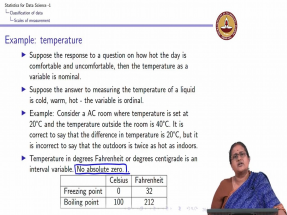 Statistics for Data Science -1
Classification of data
Scales of measurement
Example: temperature
▶ Suppose the response to a question on how hot the day is
comfortable and uncomfortable, then the temperature as a
variable is nominal.
▶ Suppose the answer to measuring the temperature of a liquid
is cold, warm, hot - the variable is ordinal.
▶ Example: Consider a AC room where temperature is set at
20°C and the temperature outside the room is 40°C. It is
correct to say that the difference in temperature is 20°C, but it
is incorrect to say that the outdoors is twice as hot as indoors.
▶ Temperature in degrees Fahrenheit or degrees centigrade is an
interval variable. No absolute zero.
Celsius Fahrenheit
Freezing point 0 32
Boiling point 100 212